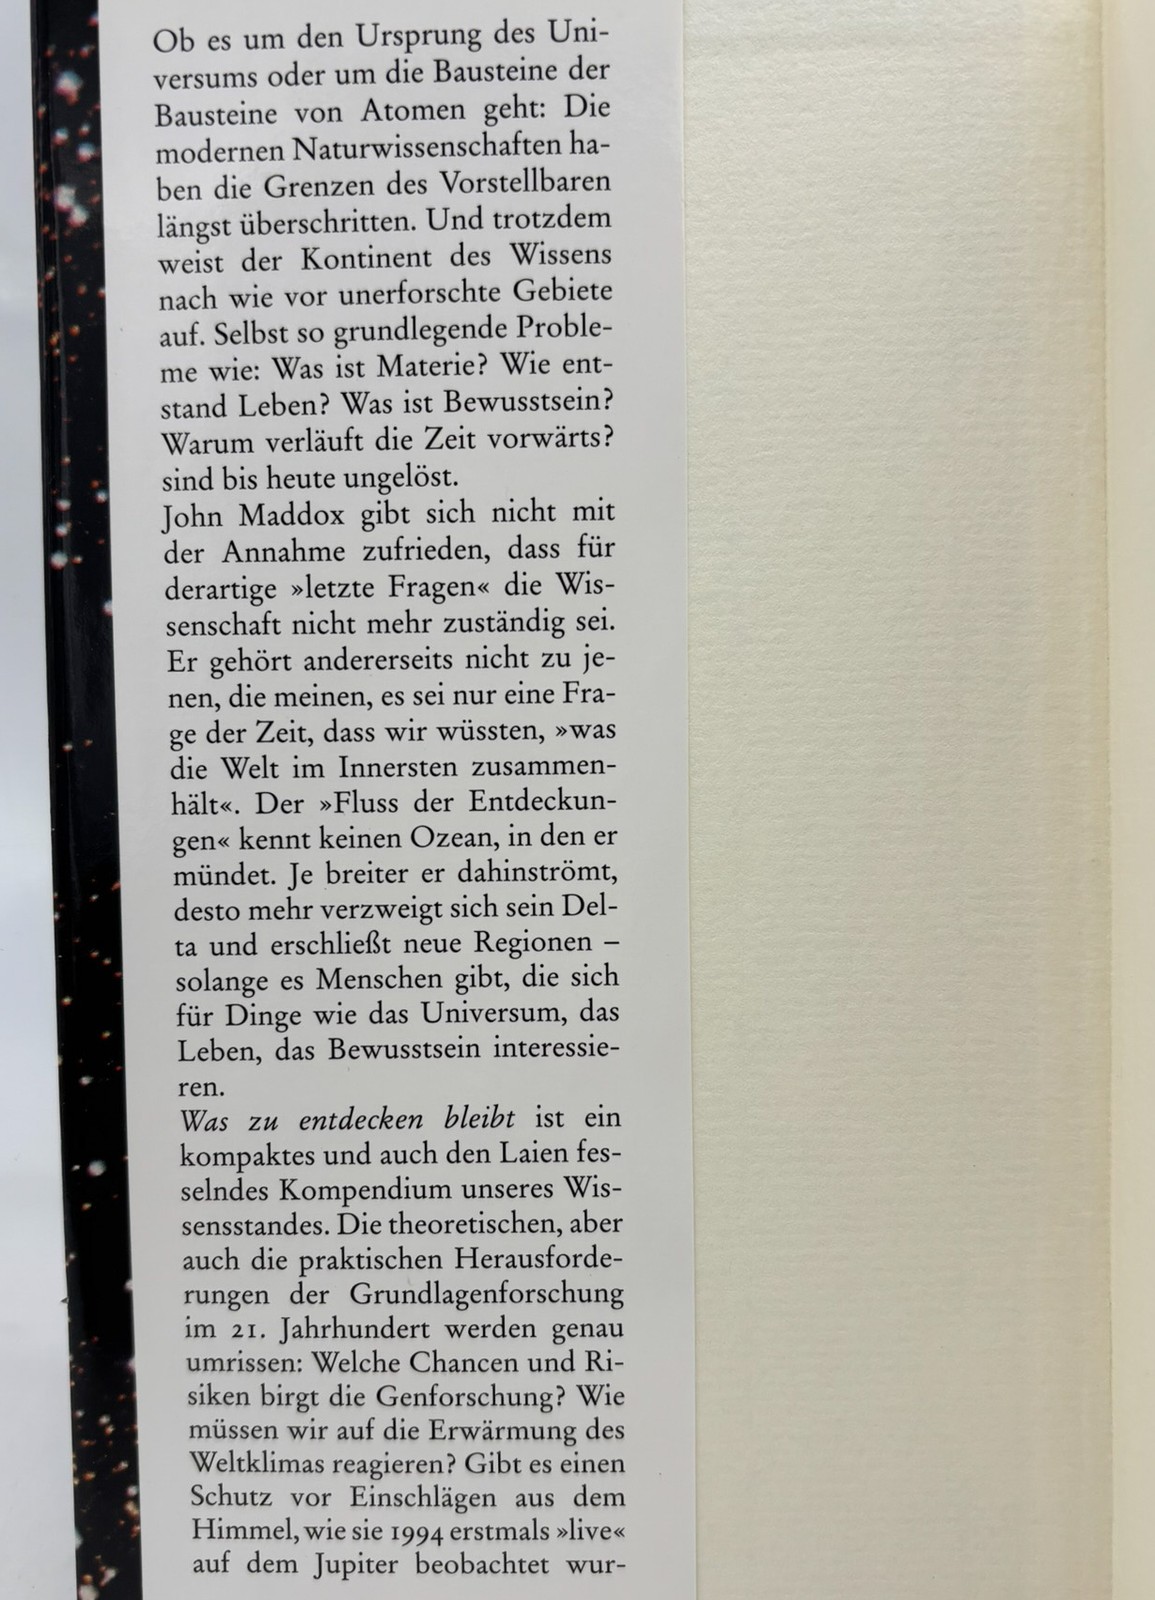 Ob es um den Ursprung des Uni-
versums oder um die Bausteine der
Bausteine von Atomen geht: Die
modernen Naturwissenschaften ha-
ben die Grenzen des Vorstellbaren
längst überschritten. Und trotzdem
weist der Kontinent des Wissens
nach wie vor unerforschte Gebiete
auf. Selbst so grundlegende Proble-
me wie: Was ist Materie? Wie ent-
stand Leben? Was ist Bewusstsein?
Warum verläuft die Zeit vorwärts?
sind bis heute ungelöst.
John Maddox gibt sich nicht mit
der Annahme zufrieden, dass für
derartige »letzte Fragen« die Wis-
senschaft nicht mehr zuständig sei.
Er gehört andererseits nicht zu je-
nen, die meinen, es sei nur eine Fra-
ge der Zeit, dass wir wüssten, »was
die Welt im Innersten zusammen-
hält«. Der »Fluss der Entdeckun-
gen« kennt keinen Ozean, in den er
mündet. Je breiter er dahinströmt,
desto mehr verzweigt sich sein Del-
ta und erschließt neue Regionen –
solange es Menschen gibt, die sich
für Dinge wie das Universum, das
Leben, das Bewusstsein interessie-
ren.
Was zu entdecken bleibt ist ein
kompaktes und auch den Laien fes-
selndes Kompendium unseres Wis-
sensstandes. Die theoretischen, aber
auch die praktischen Herausforde-
rungen der Grundlagenforschung
im 21. Jahrhundert werden genau
umrissen: Welche Chancen und Ri-
siken birgt die Genforschung? Wie
müssen wir auf die Erwärmung des
Weltklimas reagieren? Gibt es einen
Schutz vor Einschlägen aus dem
Himmel, wie sie 1994 erstmals »live«
auf dem Jupiter beobachtet wur-